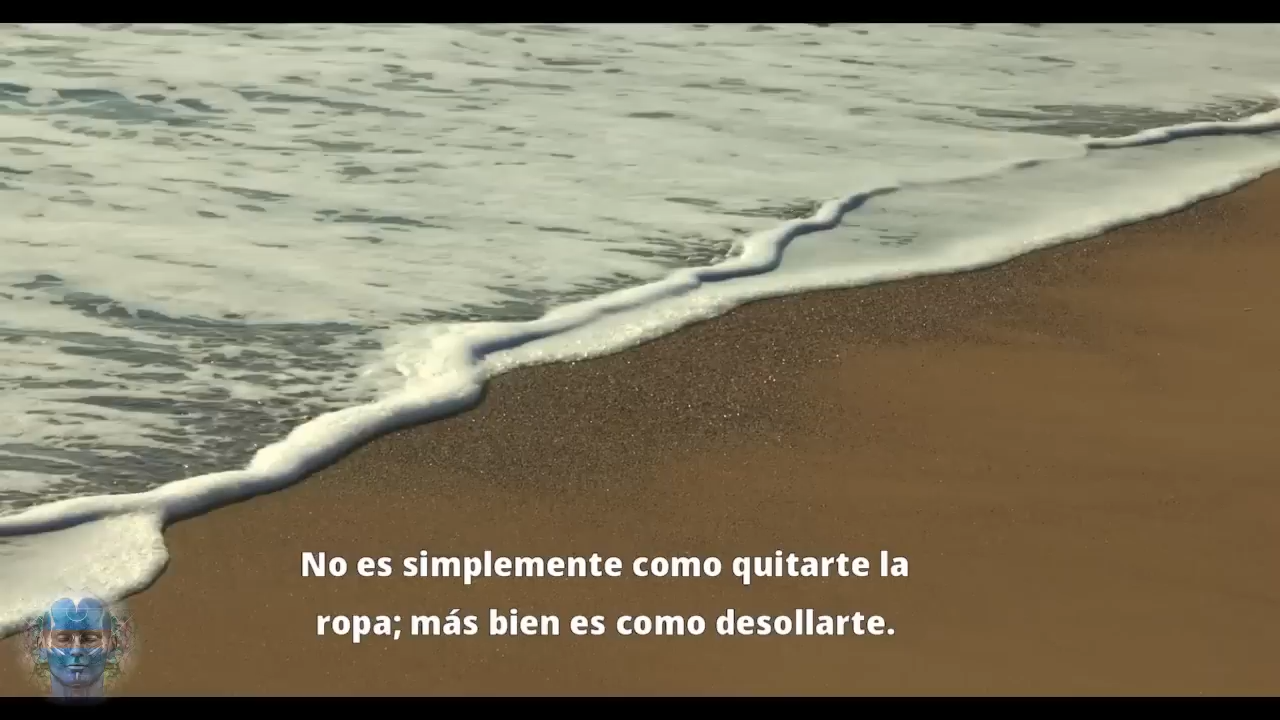 No es simplemente como quitarte la
ropa; más bien es como desollarte.